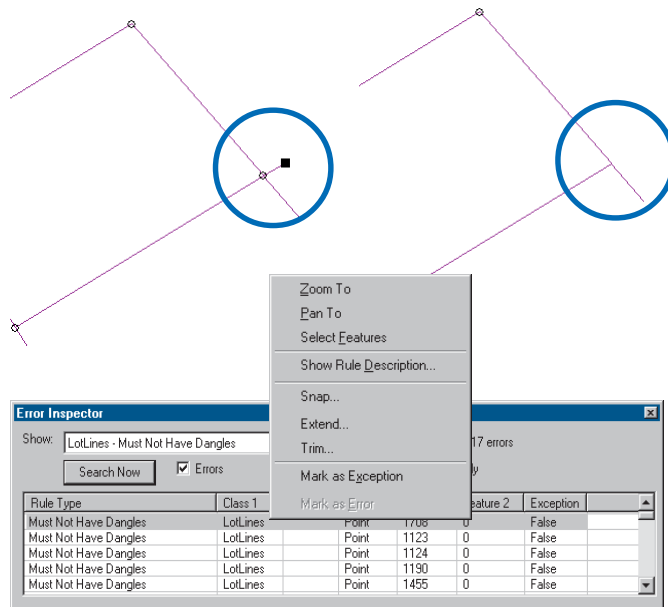 Zoom To
Pan To
Select Features
Show Rule Description...
Snap...
Extend...
Trim...
Mark as Exception
Mark as Error
Error Inspector
Show: LotLines - Must Not Have Dangles 17 errors
Search Now Errors
Rule Type Class 1 eature 2 Exception
Must Not Have Dangles LotLines Point 1708 0 False
Must Not Have Dangles LotLines Point 1123 0 False
Must Not Have Dangles LotLines Point 1124 0 False
Must Not Have Dangles LotLines Point 1190 0 False
Must Not Have Dangles LotLines Point 1455 0 False